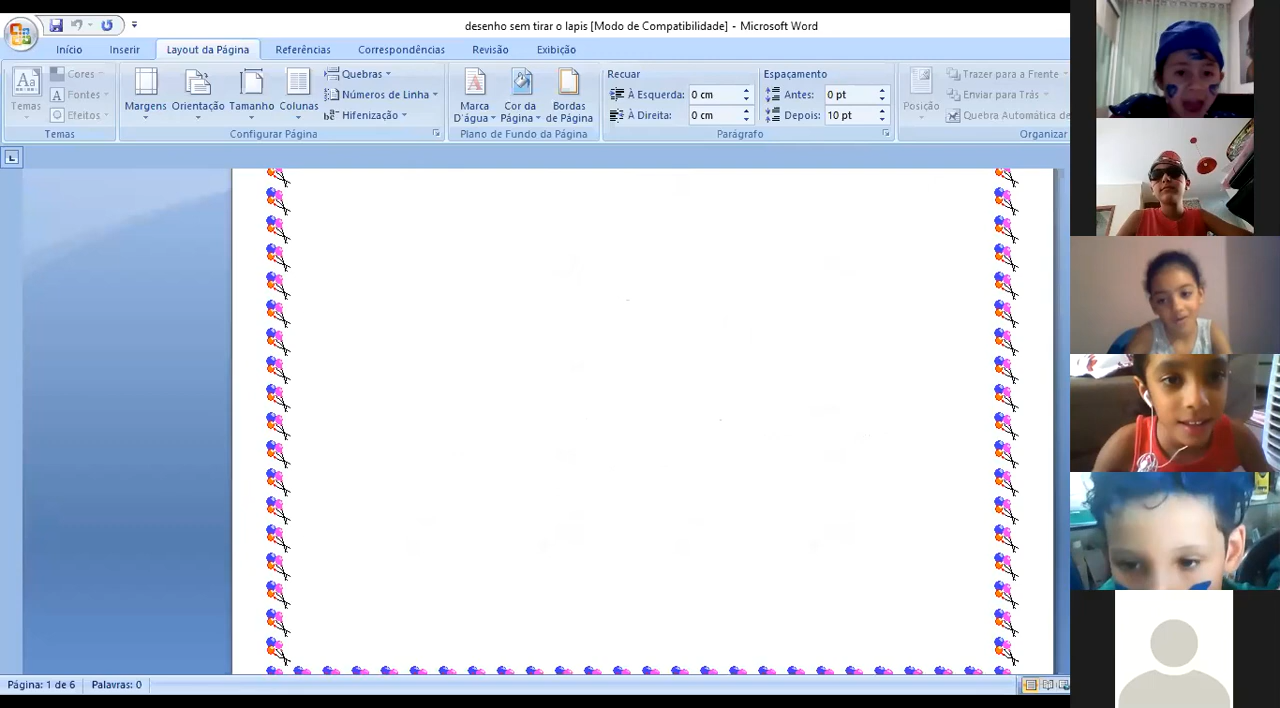 desenho sem tirar o lapis [Modo de Compatibilidade] - Microsoft Word
Início Inserir Layout da Página Referências Correspondências Revisão Exibição
Aa Cores Quebras Recuar Espaçamento Trazer para a Frente
A Fontes Números de Linha À Esquerda: 0 cm Antes: 0 pt Enviar para Trás
Temas Efeitos Margens Orientação Tamanho Colunas Hifenização Marca D'água Cor da Página Bordas de Página À Direita: 0 cm Depois: 10 pt Posição Quebra Automática de
Temas Configurar Página Plano de Fundo da Página Parágrafo Organizar
Página: 1 de 6 Palavras: 0